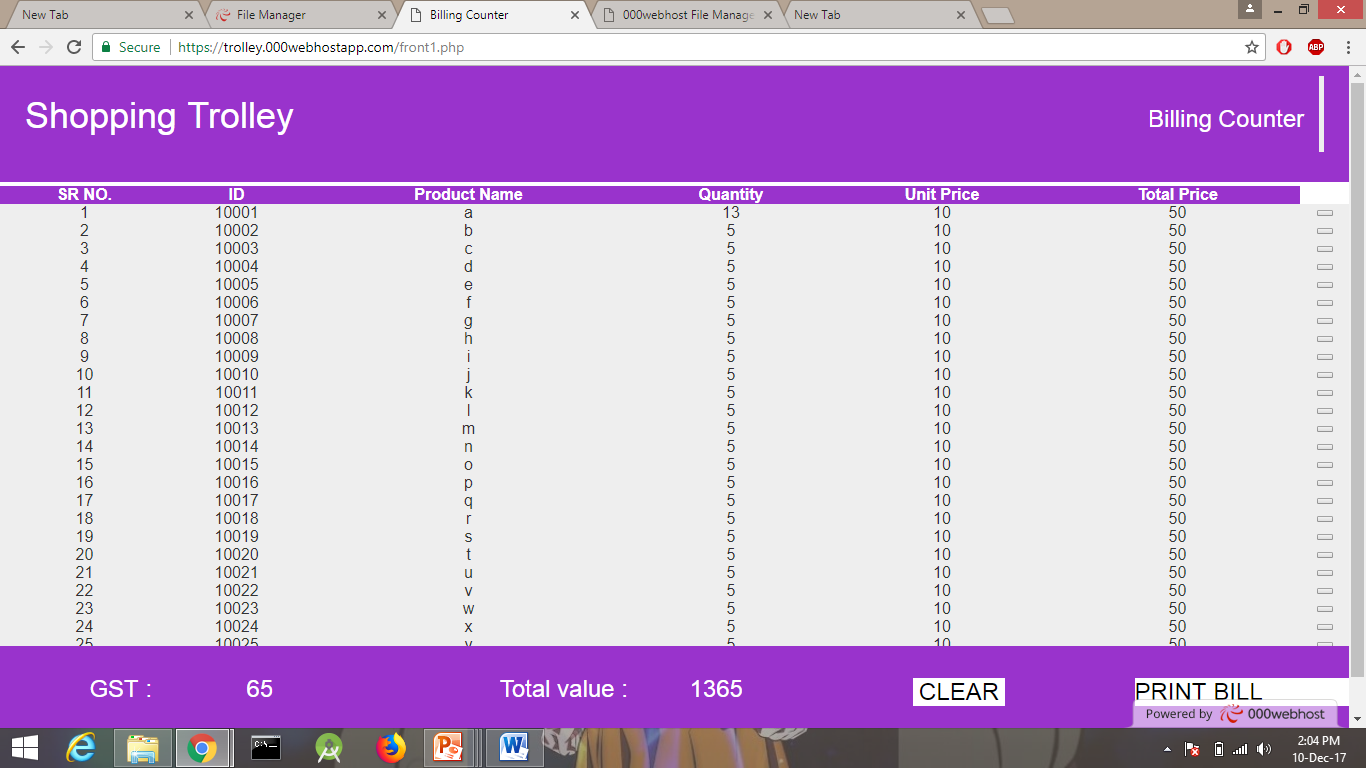 New Tab File Manager Billing Counter 000webhost File Manage New Tab
Secure https://trolley.000webhostapp.com/front1.php ABP
Shopping Trolley Billing Counter
SR NO. ID Product Name Quantity Unit Price Total Price
1 10001 a 13 10 50
2 10002 b 5 10 50
3 10003 c 5 10 50
4 10004 d 5 10 50
5 10005 e 5 10 50
6 10006 f 5 10 50
7 10007 g 5 10 50
8 10008 h 5 10 50
9 10009 i 5 10 50
10 10010 j 5 10 50
11 10011 k 5 10 50
12 10012 l 5 10 50
13 10013 m 5 10 50
14 10014 n 5 10 50
15 10015 o 5 10 50
16 10016 p 5 10 50
17 10017 q 5 10 50
18 10018 r 5 10 50
19 10019 s 5 10 50
20 10020 t 5 10 50
21 10021 u 5 10 50
22 10022 v 5 10 50
23 10023 w 5 10 50
24 10024 x 5 10 50
25 10025 y 5 10 50
GST : 65 Total value : 1365 CLEAR PRINT BILL
Powered by 000webhost
2:04 PM
10-Dec-17